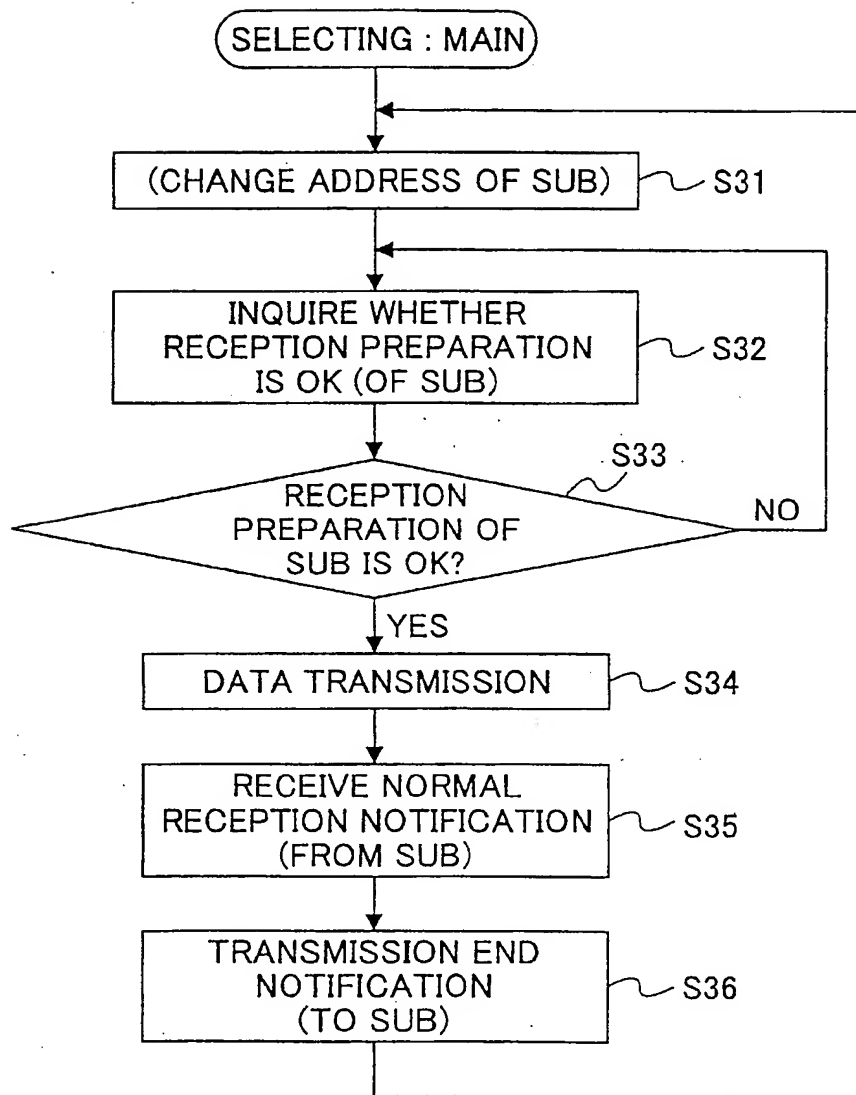 SELECTING : MAIN
(CHANGE ADDRESS OF SUB)
S31
INQUIRE WHETHER
RECEPTION PREPARATION
IS OK (OF SUB)
S32
S33
RECEPTION
PREPARATION OF
SUB IS OK?
NO
YES
DATA TRANSMISSION
S34
RECEIVE NORMAL
RECEPTION NOTIFICATION
(FROM SUB)
S35
TRANSMISSION END
NOTIFICATION
(TO SUB)
S36